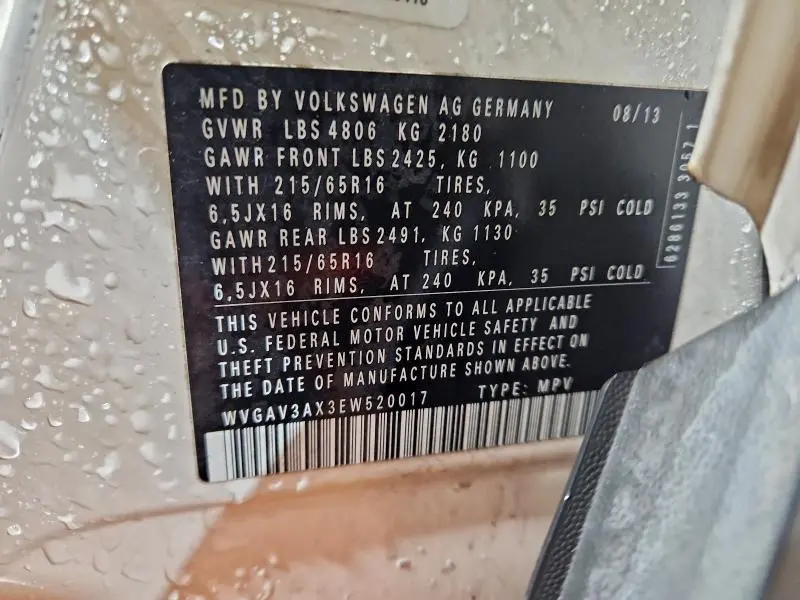 MFD BY VOLKSWAGEN AG GERMANY 08/13
GVWR LBS 4806 KG 2180
GAWR FRONT LBS 2425, KG 1100
WITH 215/65R16 TIRES,
6,5JX16 RIMS, AT 240 KPA, 35 PSI COLD
GAWR REAR LBS 2491, KG 1130
WITH 215/65R16 TIRES,
6,5JX16 RIMS, AT 240 KPA, 35 PSI COLD
THIS VEHICLE CONFORMS TO ALL APPLICABLE
U.S. FEDERAL MOTOR VEHICLE SAFETY AND
THEFT PREVENTION STANDARDS IN EFFECT ON
THE DATE OF MANUFACTURE SHOWN ABOVE.
WVGAV3AX3EW520017 TYPE: MPV